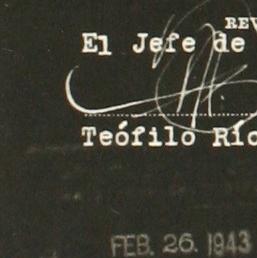 REV
El Jefe de
Teófilo Ric
FEB. 26. 1943